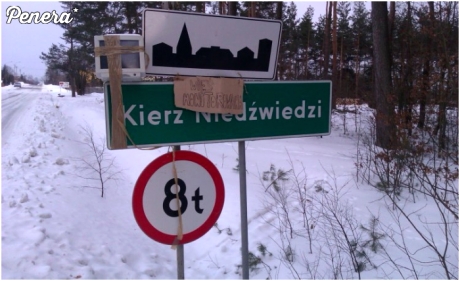 Penera*
Kierz Niedźwiedzi
8t